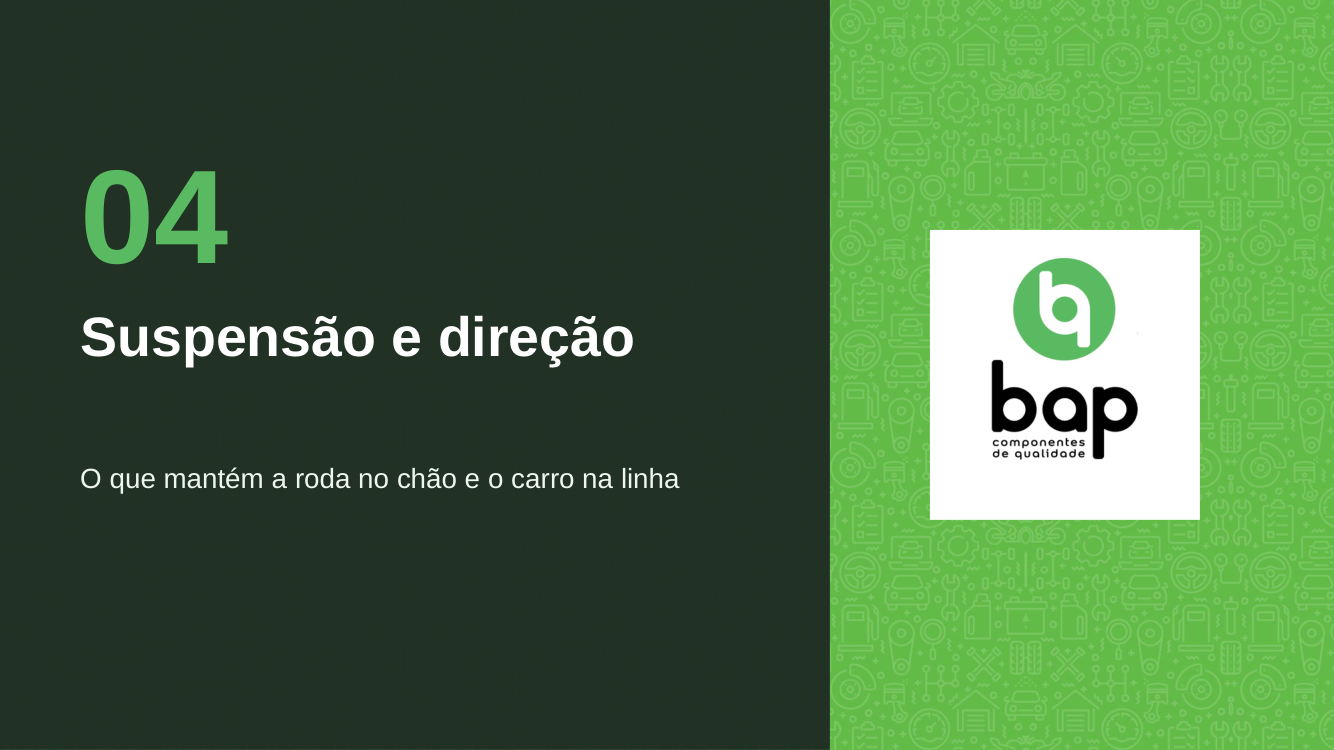 04
Suspensão e direção
O que mantém a roda no chão e o carro na linha
bap
componentes
de qualidade